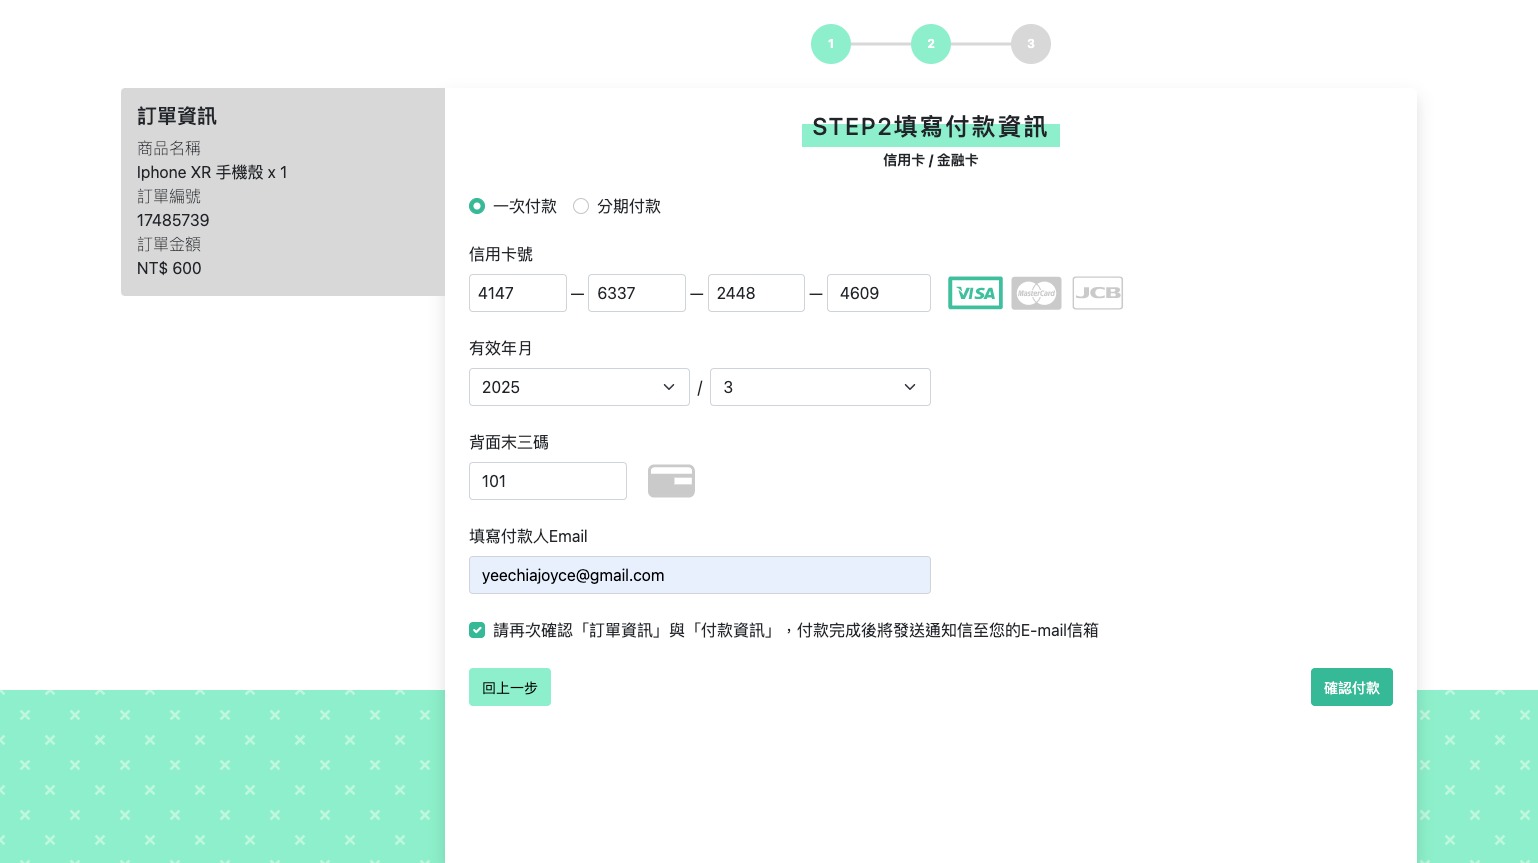 1
2
3
訂單資訊
商品名稱
Iphone XR 手機殼 x 1
訂單編號
17485739
訂單金額
NT$ 600
STEP2填寫付款資訊
信用卡 / 金融卡
一次付款 分期付款
信用卡號
4147 — 6337 — 2448 — 4609 VISA MasterCard JCB
有效年月
2025 / 3
背面末三碼
101
填寫付款人Email
yeechiajoyce@gmail.com
請再次確認「訂單資訊」與「付款資訊」，付款完成後將發送通知信至您的E-mail信箱
回上一步 確認付款